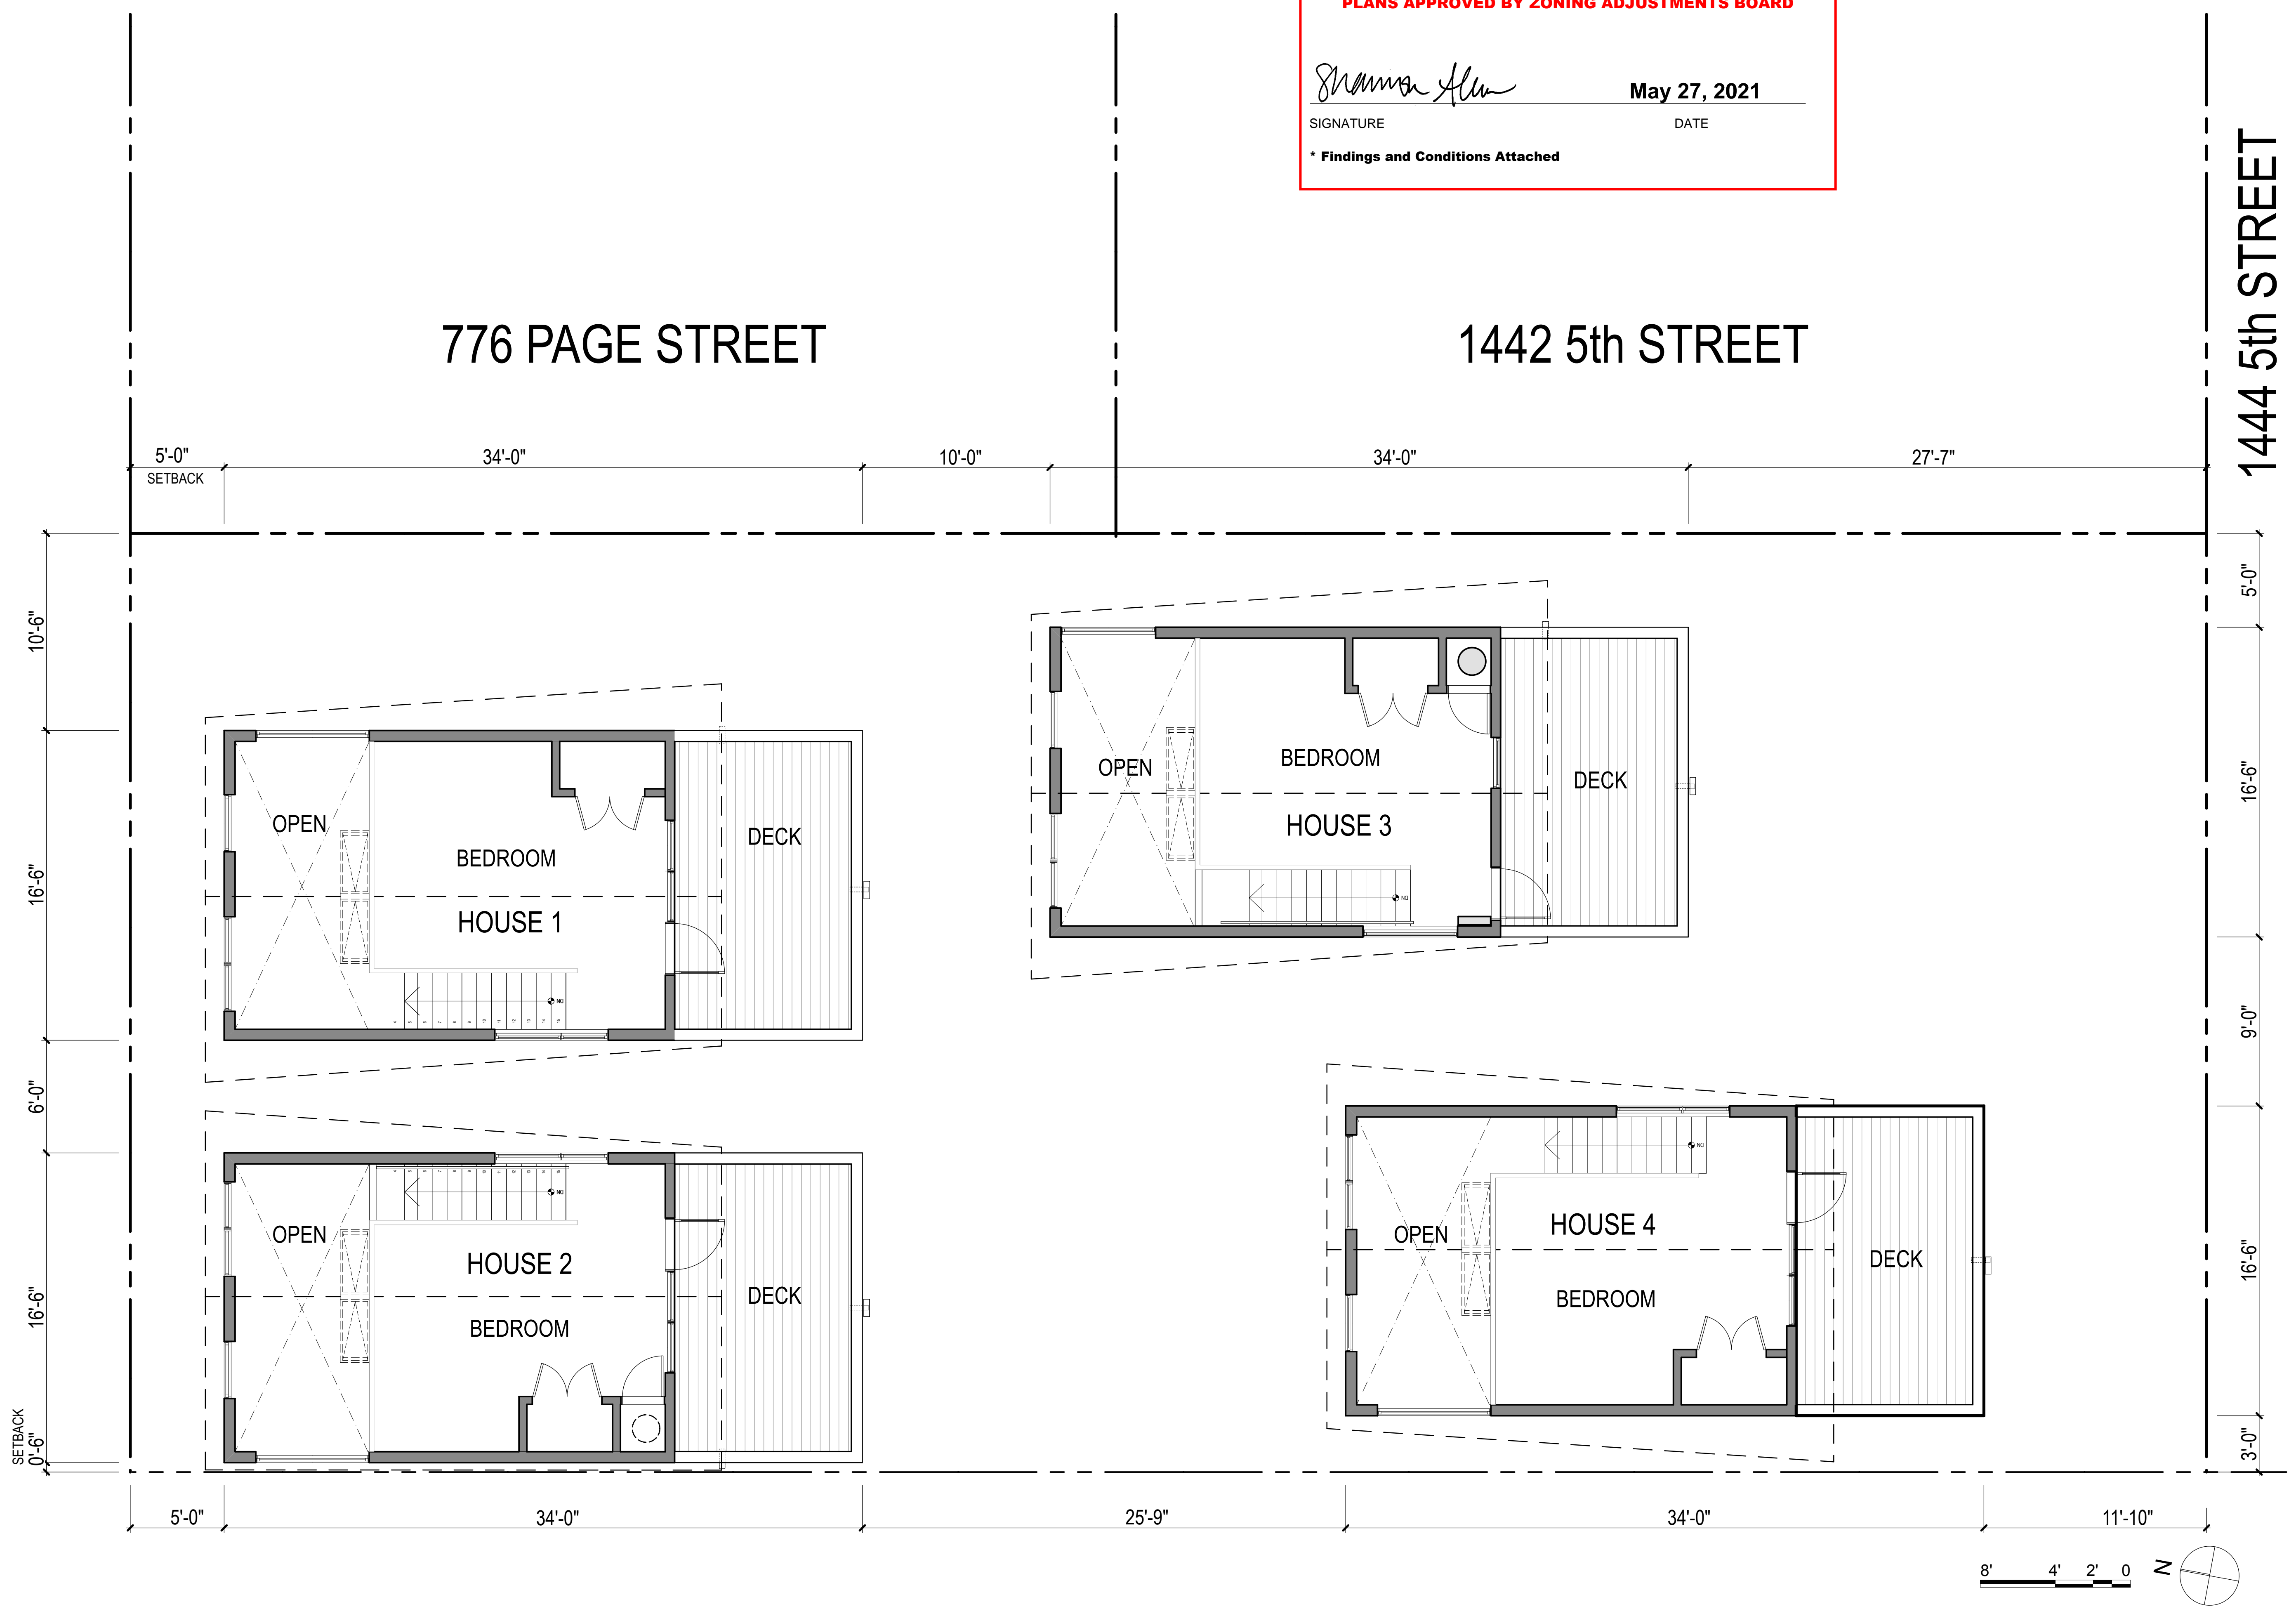 PLANS APPROVED BY ZONING ADJUSTMENTS BOARD
May 27, 2021
SIGNATURE DATE
* Findings and Conditions Attached
776 PAGE STREET
1442 5th STREET
1444 5th STREET
5'-0" 34'-0" 10'-0" 34'-0" 27'-7"
SETBACK
10'-6"
16'-6"
6'-0"
16'-6"
SETBACK
0'-6"
OPEN
BEDROOM
HOUSE 1
DECK
DN
OPEN
BEDROOM
HOUSE 3
DECK
DN
OPEN
HOUSE 2
BEDROOM
DECK
DN
OPEN
HOUSE 4
BEDROOM
DECK
DN
5'-0"
16'-6"
9'-0"
16'-6"
3'-0"
5'-0" 34'-0" 25'-9" 34'-0" 11'-10"
8' 4' 2' 0
N